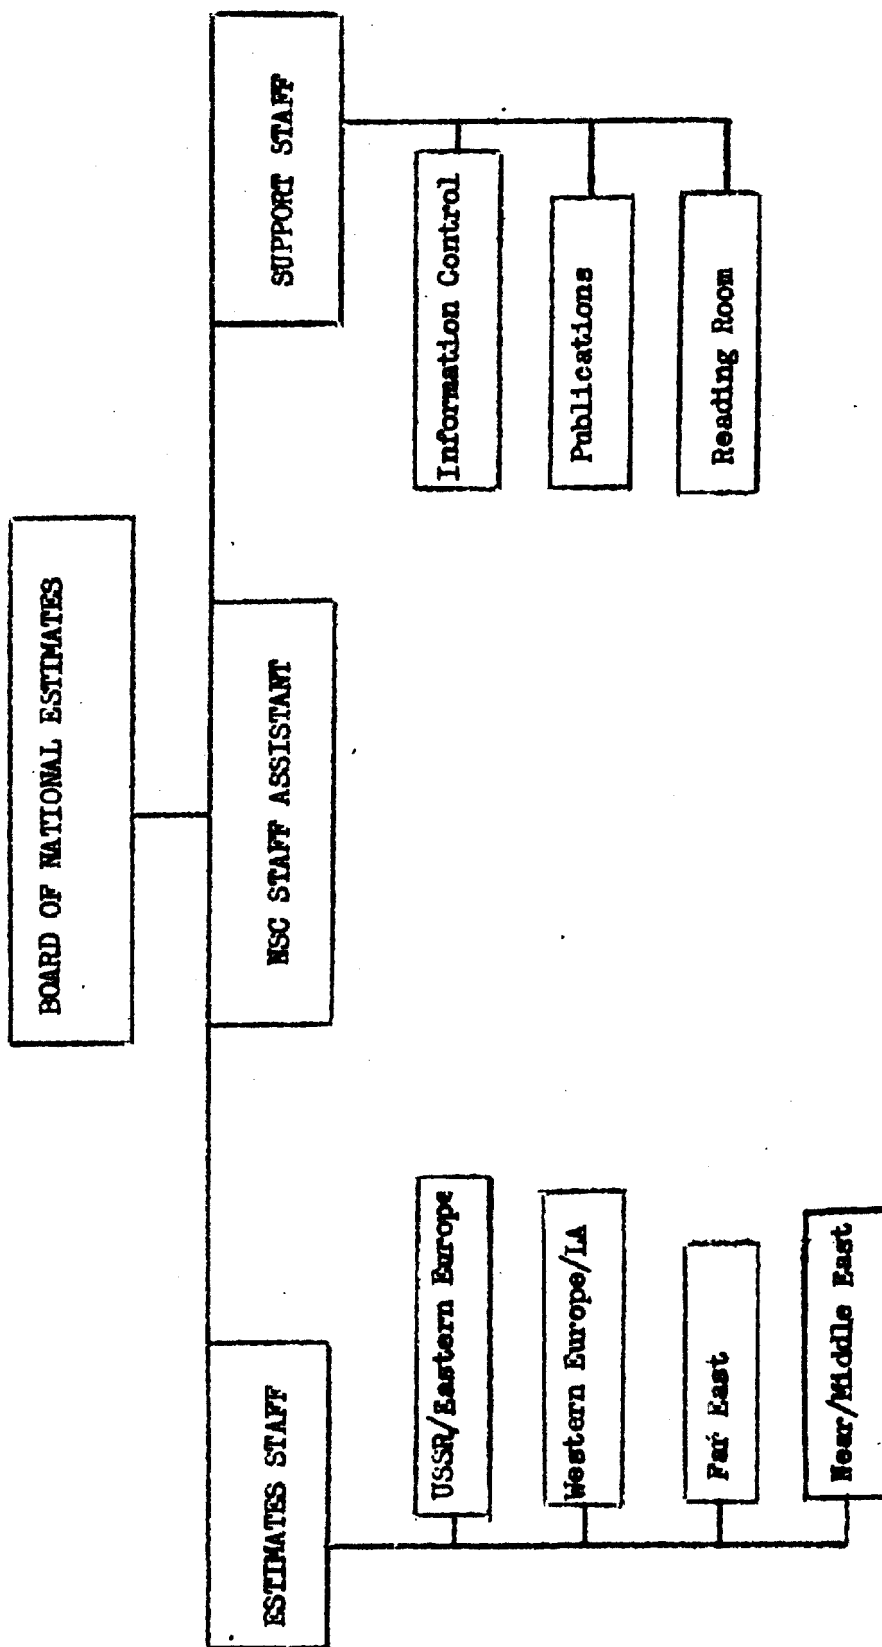 BOARD OF NATIONAL ESTIMATES
ESTIMATES STAFF
NSC STAFF ASSISTANT
SUPPORT STAFF
USSR/Eastern Europe
Western Europe/LA
Far East
Near/Middle East
Information Control
Publications
Reading Room